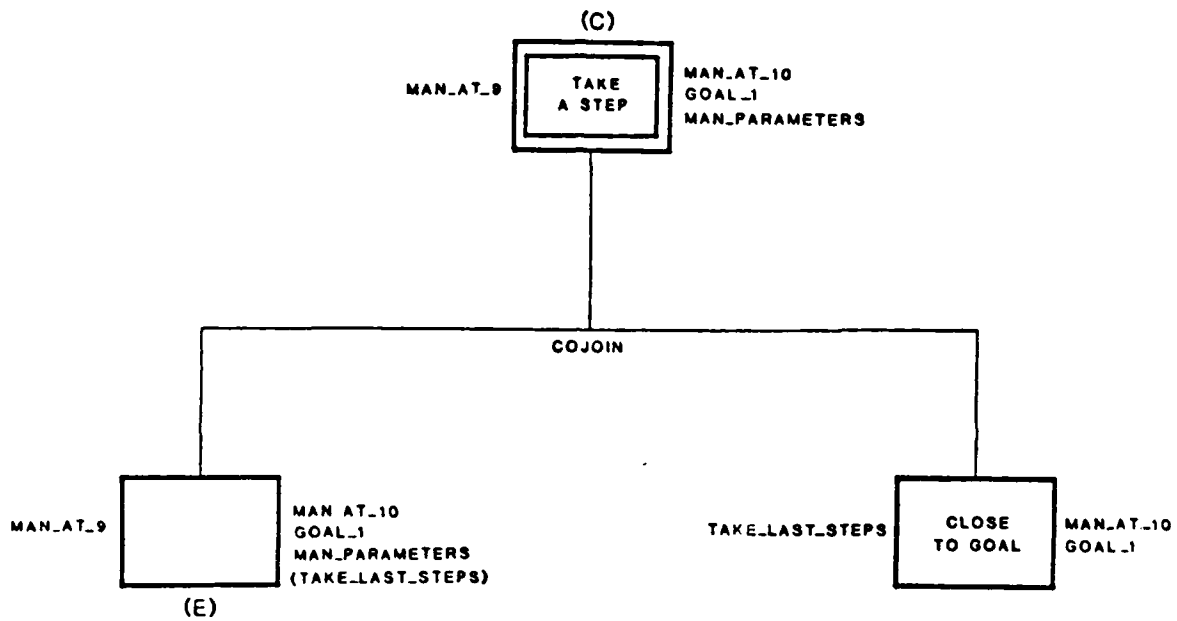 (C)
MAN_AT_9
TAKE
A STEP
MAN_AT_10
GOAL_1
MAN_PARAMETERS
COJOIN
MAN_AT_9
MAN AT_10
GOAL_1
MAN_PARAMETERS
(TAKE_LAST_STEPS)
(E)
TAKE_LAST_STEPS
CLOSE
TO GOAL
MAN_AT_10
GOAL_1